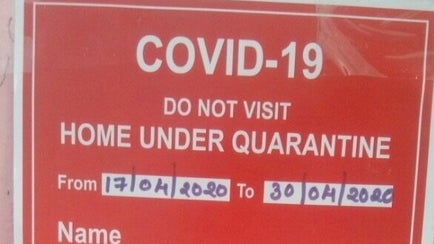 COVID-19
DO NOT VISIT
HOME UNDER QUARANTINE
From 17/04/2020 To 30/04/2020
Name